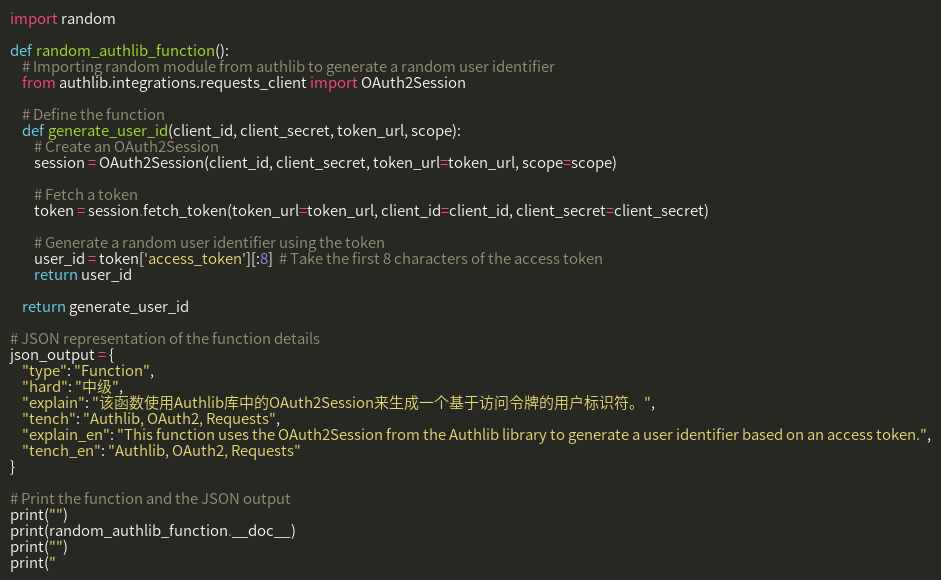 import random
def random_authlib_function():
# Importing random module from authlib to generate a random user identifier
from authlib.integrations.requests_client import OAuth2Session
# Define the function
def generate_user_id(client_id, client_secret, token_url, scope):
# Create an OAuth2Session
session = OAuth2Session(client_id, client_secret, token_url=token_url, scope=scope)
# Fetch a token
token = session.fetch_token(token_url=token_url, client_id=client_id, client_secret=client_secret)
# Generate a random user identifier using the token
user_id = token['access_token'][:8]  # Take the first 8 characters of the access token
return user_id
return generate_user_id
# JSON representation of the function details
json_output = {
"type": "Function",
"hard": "中级",
"explain": "该函数使用Authlib库中的OAuth2Session来生成一个基于访问令牌的用户标识符。",
"tench": "Authlib, OAuth2, Requests",
"explain_en": "This function uses the OAuth2Session from the Authlib library to generate a user identifier based on an access token.",
"tench_en": "Authlib, OAuth2, Requests"
}
# Print the function and the JSON output
print("")
print(random_authlib_function.__doc__)
print("")
print("